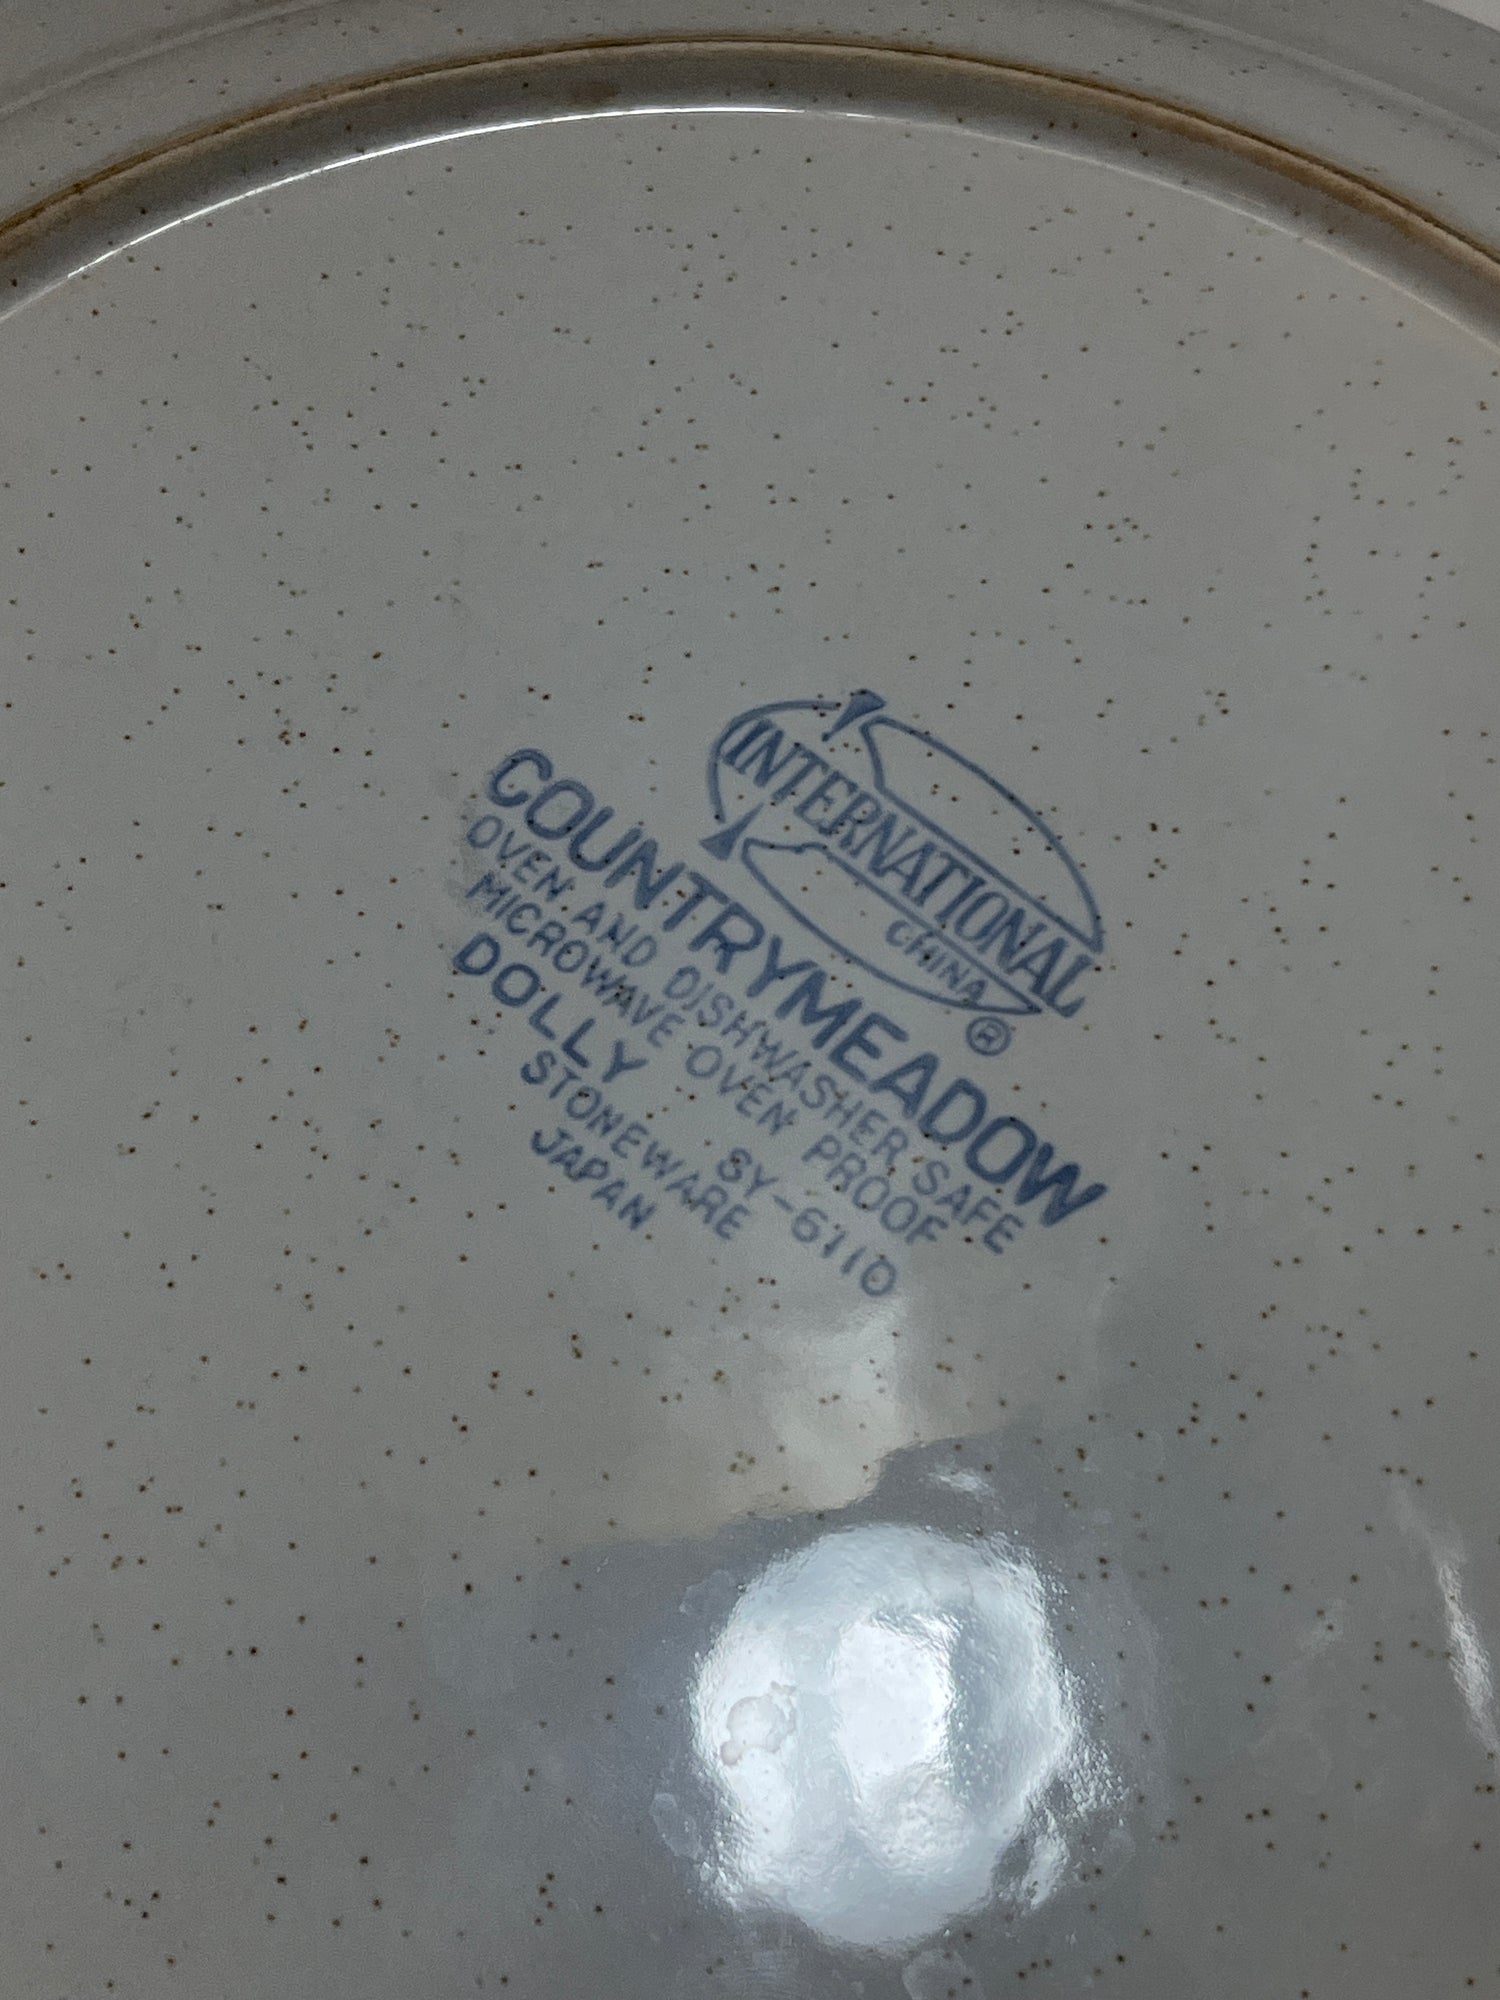 INTERNATIONAL
CHINA
®
COUNTRYMEADOW
OVEN AND DISHWASHER SAFE
MICROWAVE OVEN PROOF
DOLLY SY-6110
STONEWARE
JAPAN